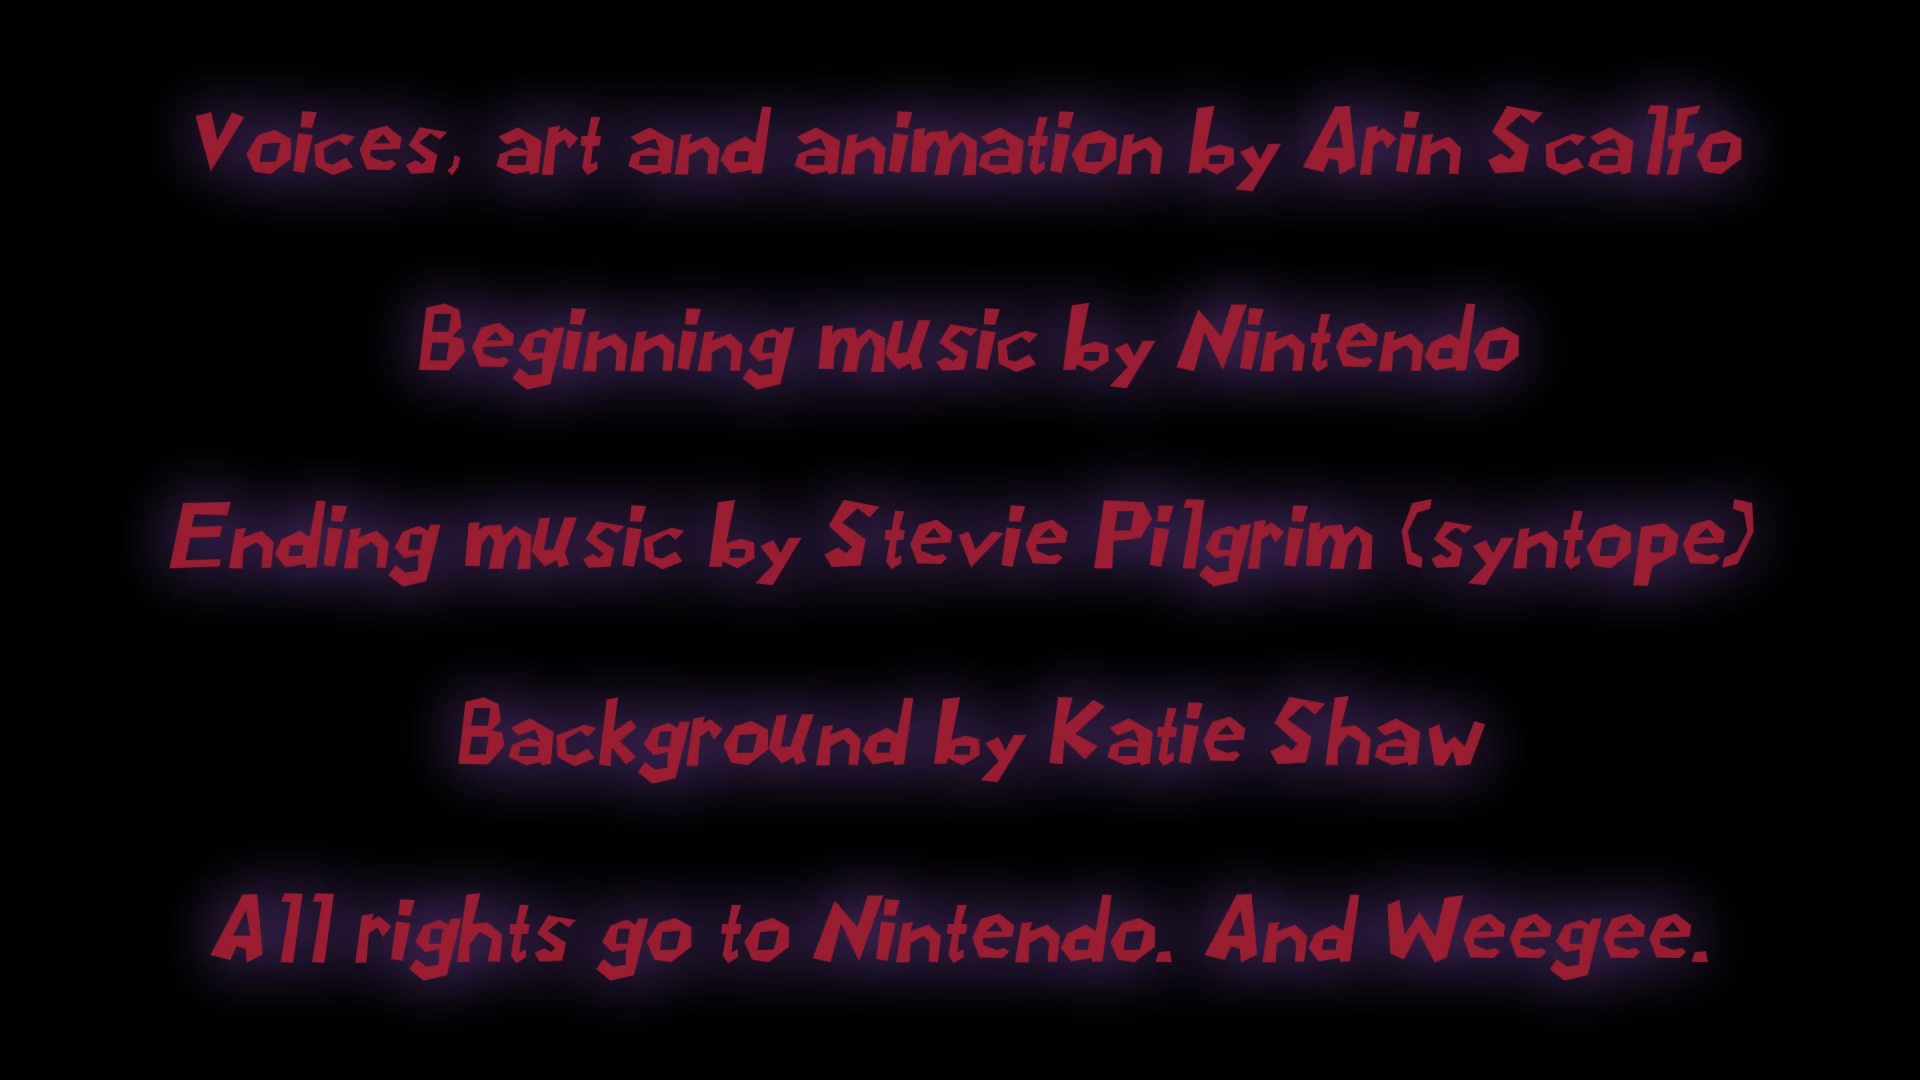 Voices, art and animation by Arin Scalfo
Beginning music by Nintendo
Ending music by Stevie Pilgrim (syntope)
Background by Katie Shaw
All rights go to Nintendo. And Weegee.